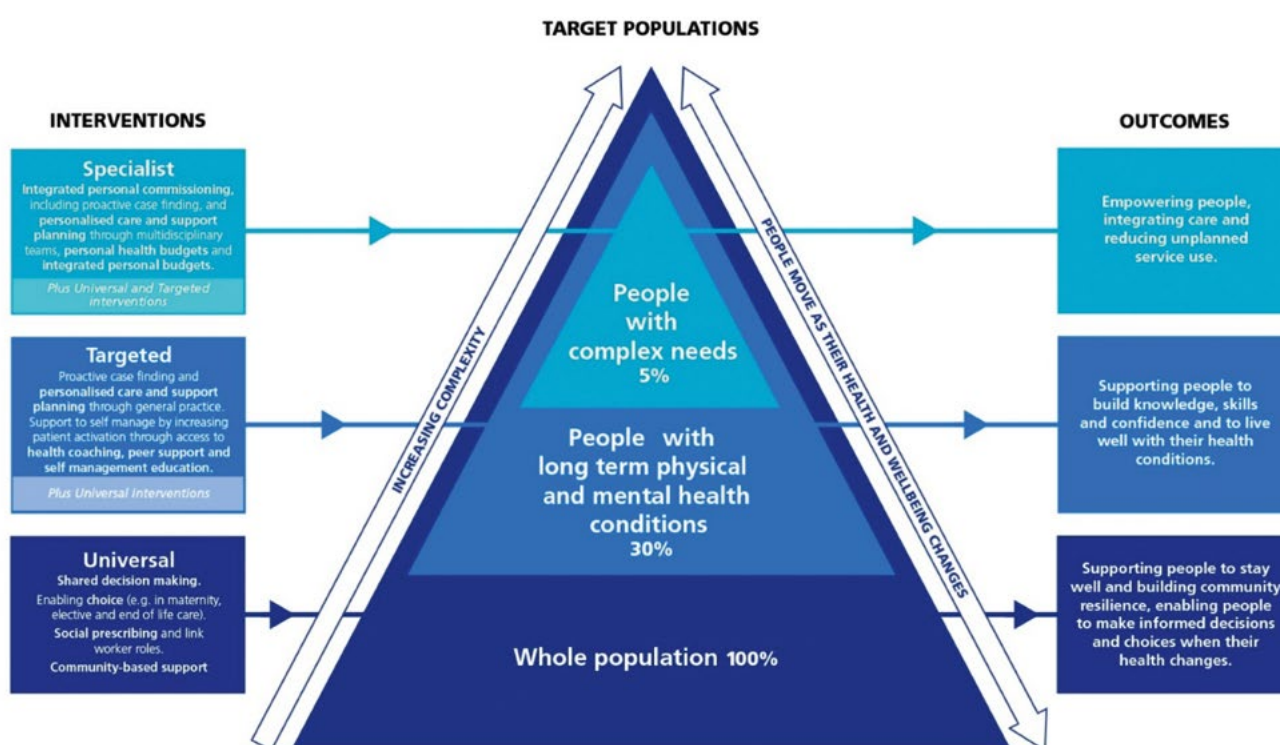 TARGET POPULATIONS
INTERVENTIONS
Specialist
Integrated personal commissioning,
including proactive case finding, and
personalised care and support
planning through multidisciplinary
teams, personal health budgets and
integrated personal budgets.
Plus Universal and Targeted
interventions
Targeted
Proactive case finding and
personalised care and support
planning through general practice.
Support to self manage by increasing
patient activation through access to
health coaching, peer support and
self management education.
Plus Universal interventions
Universal
Shared decision making.
Enabling choice (e.g. in maternity,
elective and end of life care).
Social prescribing and link
worker roles.
Community-based support
INCREASING COMPLEXITY
People
with
complex needs
5%
People with
long term physical
and mental health
conditions
30%
Whole population 100%
PEOPLE MOVE AS THEIR HEALTH AND WELLBEING CHANGES
OUTCOMES
Empowering people,
integrating care and
reducing unplanned
service use.
Supporting people to
build knowledge, skills
and confidence and to live
well with their health
conditions.
Supporting people to stay
well and building community
resilience, enabling people
to make informed decisions
and choices when their
health changes.